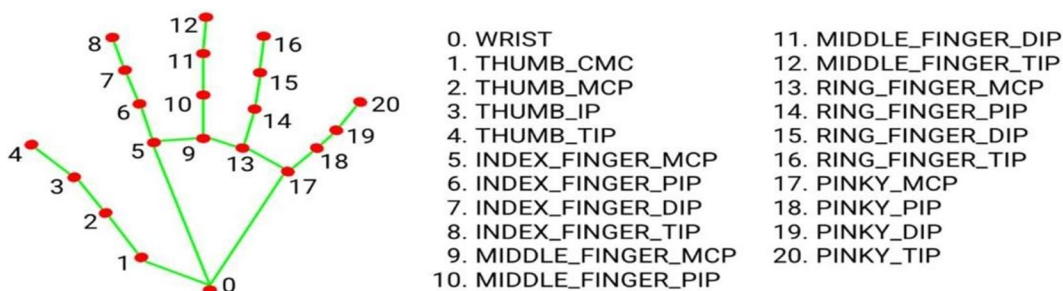 12
8
11
16
7
15
10
20
6
14
19
4
5
9
13
18
3
17
2
1
0
0. WRIST
1. THUMB_CMC
2. THUMB_MCP
3. THUMB_IP
4. THUMB_TIP
5. INDEX_FINGER_MCP
6. INDEX_FINGER_PIP
7. INDEX_FINGER_DIP
8. INDEX_FINGER_TIP
9. MIDDLE_FINGER_MCP
10. MIDDLE_FINGER_PIP
11. MIDDLE_FINGER_DIP
12. MIDDLE_FINGER_TIP
13. RING_FINGER_MCP
14. RING_FINGER_PIP
15. RING_FINGER_DIP
16. RING_FINGER_TIP
17. PINKY_MCP
18. PINKY_PIP
19. PINKY_DIP
20. PINKY_TIP